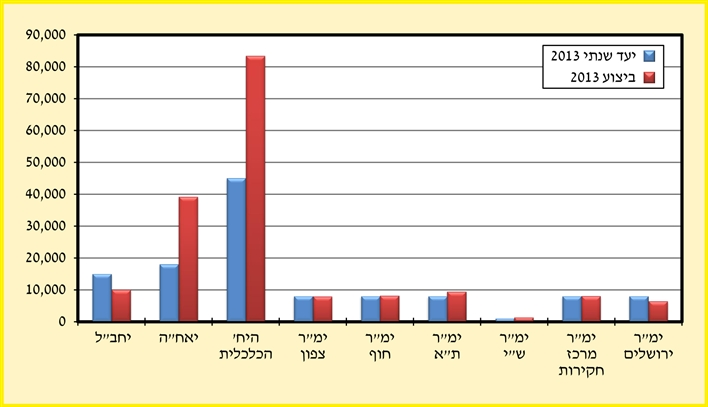 90,000
80,000
70,000
60,000
50,000
40,000
30,000
20,000
10,000
0
יעד שנתי 2013
ביצוע 2013
יחב"ל
יאח"ה
היח'
הכלכלית
ימ"ר
צפון
ימ"ר
חוף
ימ"ר
ת"א
ימ"ר
ש"י
ימ"ר
מרכז
חקירות
ימ"ר
ירושלים